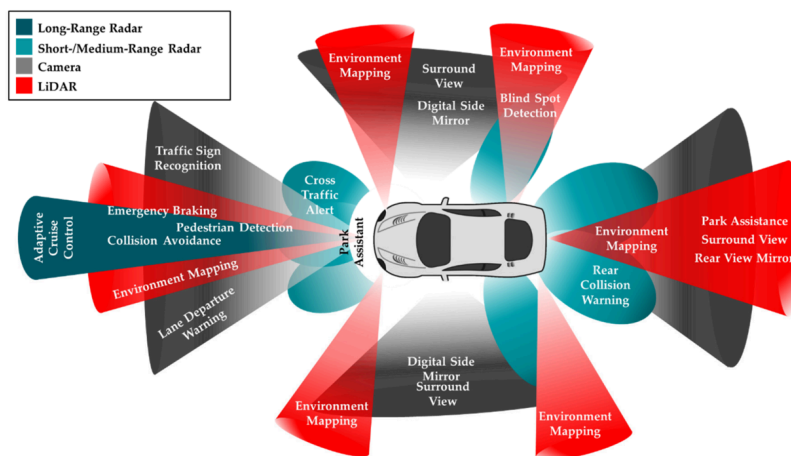 Long-Range Radar
Short-/Medium-Range Radar
Camera
LiDAR
Environment
Mapping
Surround
View
Digital Side
Mirror
Environment
Mapping
Blind Spot
Detection
Traffic Sign
Recognition
Cross
Traffic
Alert
Emergency Braking
Pedestrian Detection
Collision Avoidance
Adaptive
Cruise
Control
Park
Assistant
Environment Mapping
Lane Departure
Warning
Environment
Mapping
Park Assistance
Surround View
Rear View Mirror
Rear
Collision
Warning
Digital Side
Mirror
Surround
View
Environment
Mapping
Environment
Mapping